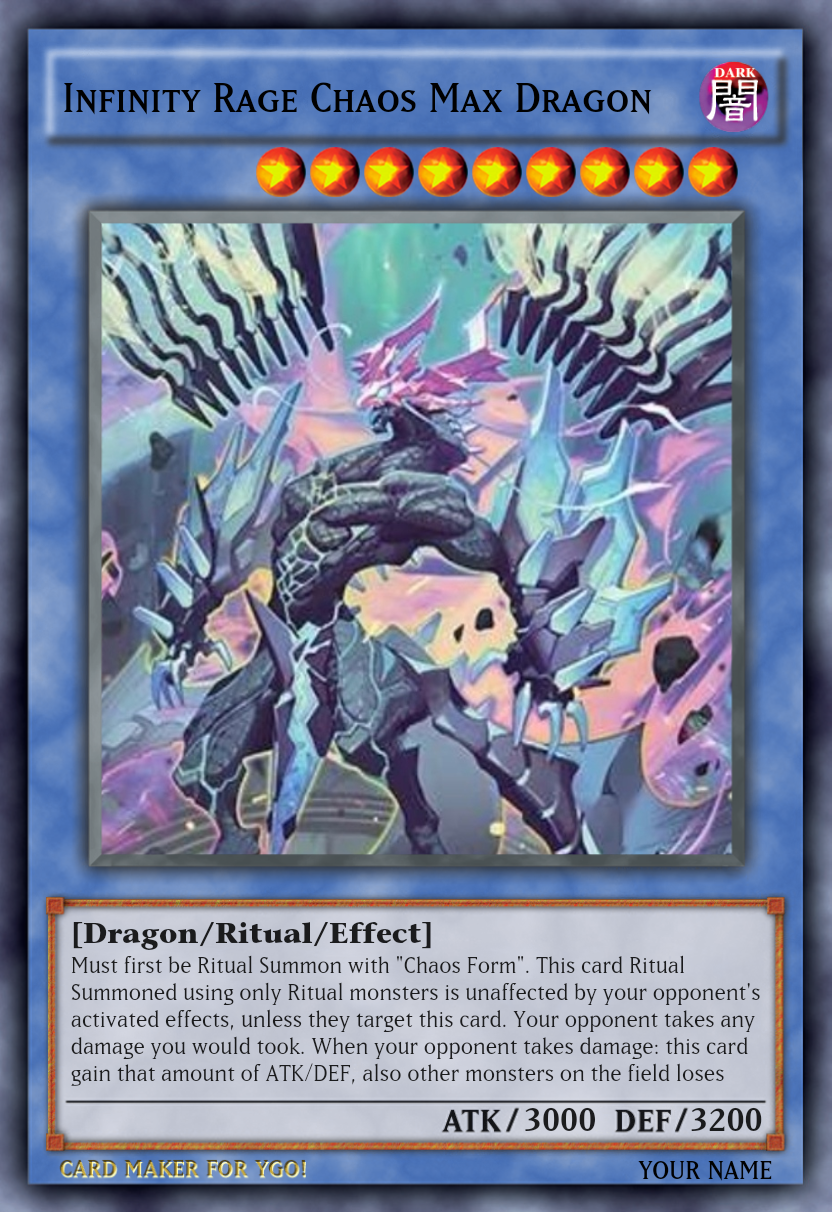 Infinity Rage Chaos Max Dragon
DARK
闇
[Dragon/Ritual/Effect]
Must first be Ritual Summon with "Chaos Form". This card Ritual
Summoned using only Ritual monsters is unaffected by your opponent's
activated effects, unless they target this card. Your opponent takes any
damage you would took. When your opponent takes damage: this card
gain that amount of ATK/DEF, also other monsters on the field loses
ATK/3000 DEF/3200
CARD MAKER FOR YGO!
YOUR NAME